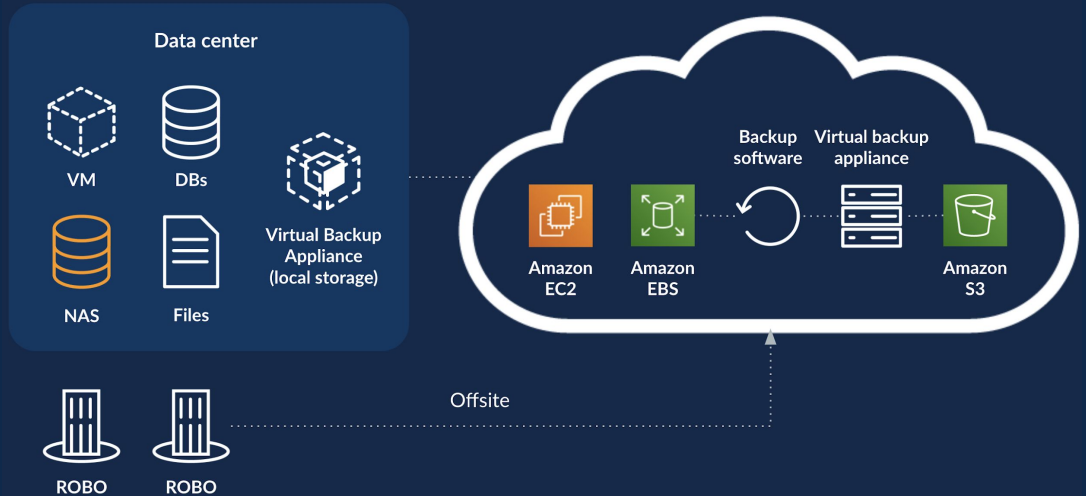 Data center
VM
DBs
NAS
Files
Virtual Backup
Appliance
(local storage)
Backup
software
Virtual backup
appliance
Amazon
EC2
Amazon
EBS
Amazon
S3
Offsite
ROBO
ROBO